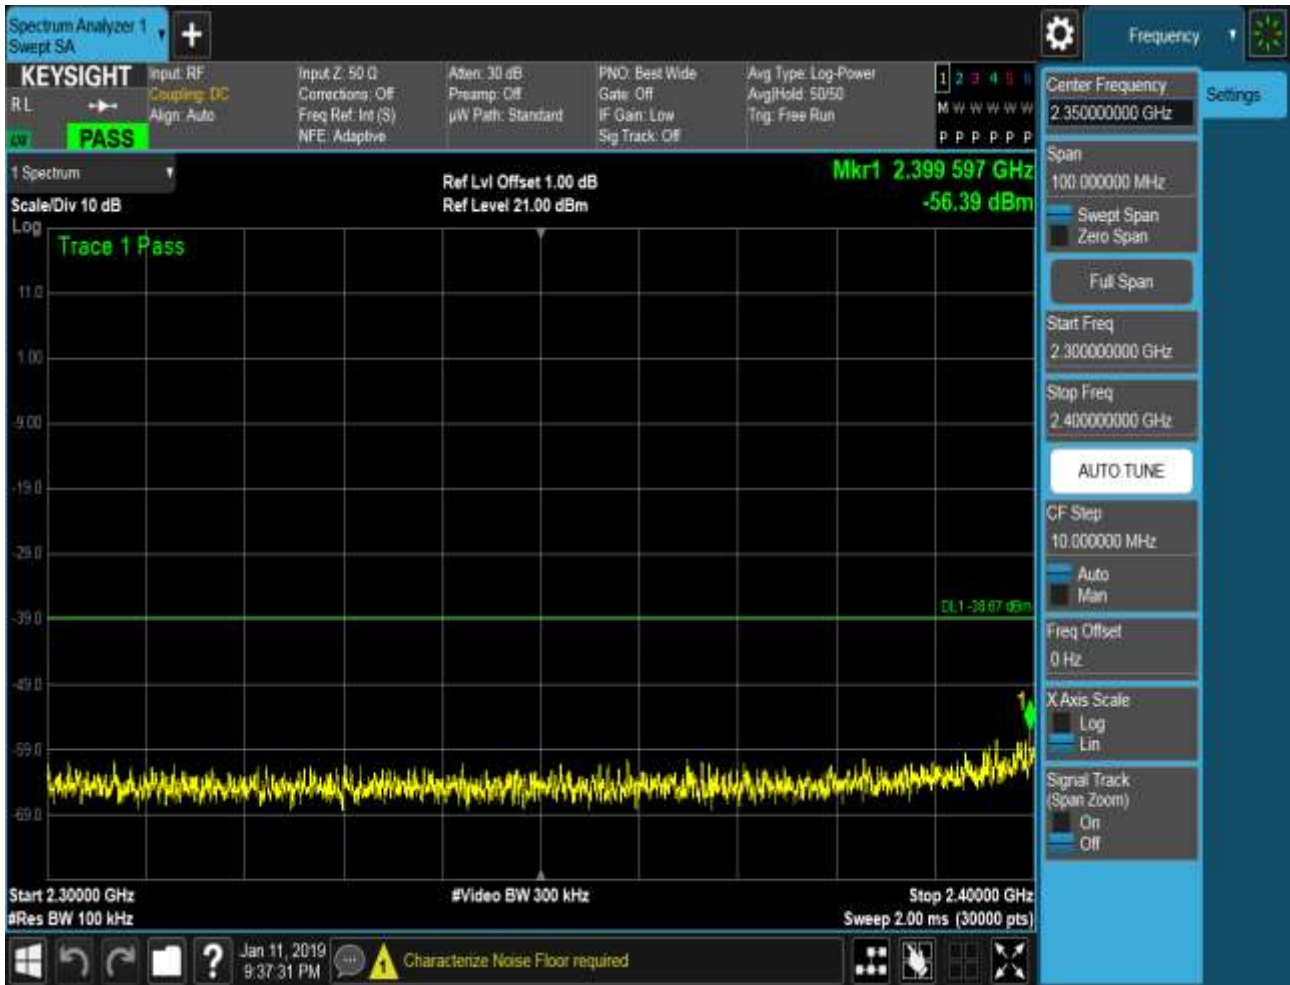 Spectrum Analyzer 1
Swept SA
Frequency
KEYSIGHT
R L
PASS
Input: RF
Coupling: DC
Align: Auto
Input Z: 50 Ω
Corrections: Off
Freq Ref: Int (S)
NFE: Adaptive
Atten: 30 dB
Preamp: Off
µW Path: Standard
PNO: Best Wide
Gate: Off
IF Gain: Low
Sig Track: Off
Avg Type: Log-Power
Avg|Hold: 50/50
Trig: Free Run
1 2 3 4 5 6
M W W W W W
P P P P P P
1 Spectrum
Scale/Div 10 dB
Log
Ref Lvl Offset 1.00 dB
Ref Level 21.00 dBm
Mkr1 2.399 597 GHz
-56.39 dBm
Trace 1 Pass
11.0
1.00
-9.00
-19.0
-29.0
-39.0
-49.0
-59.0
-69.0
DL1 -38.67 dBm
1
Start 2.30000 GHz
#Res BW 100 kHz
#Video BW 300 kHz
Stop 2.40000 GHz
Sweep 2.00 ms (30000 pts)
Jan 11, 2019
9:37:31 PM
Characterize Noise Floor required
Center Frequency
2.350000000 GHz
Settings
Span
100.000000 MHz
Swept Span
Zero Span
Full Span
Start Freq
2.300000000 GHz
Stop Freq
2.400000000 GHz
AUTO TUNE
CF Step
10.000000 MHz
Auto
Man
Freq Offset
0 Hz
X Axis Scale
Log
Lin
Signal Track
(Span Zoom)
On
Off